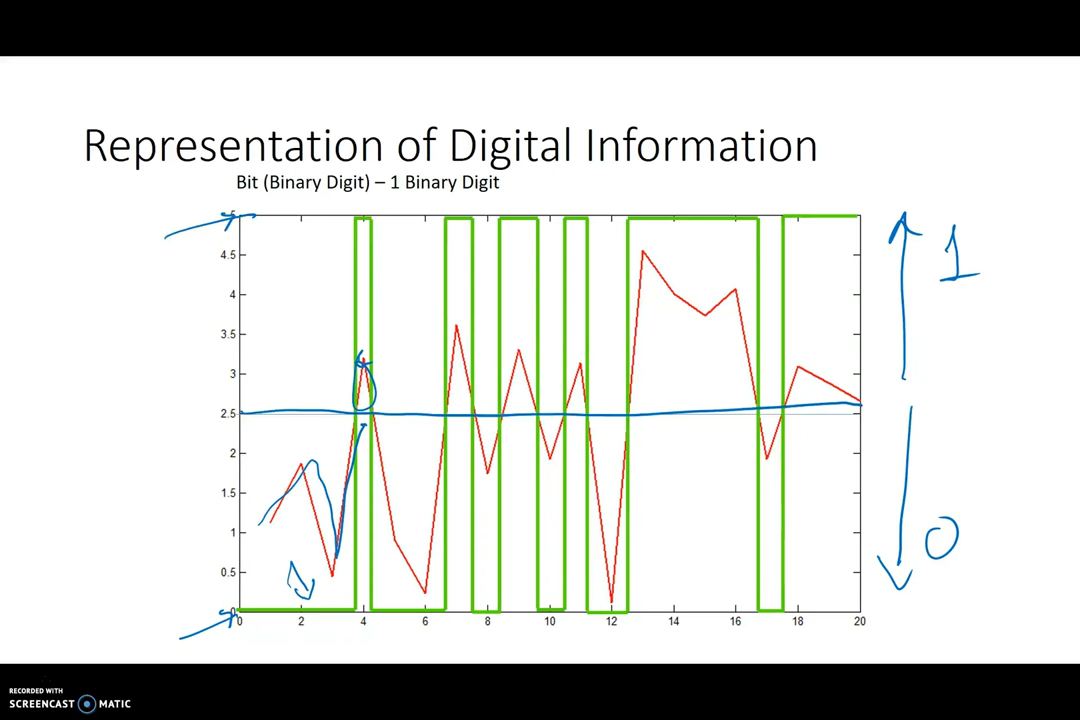 Representation of Digital Information
Bit (Binary Digit) – 1 Binary Digit
5
4.5
4
3.5
3
2.5
2
1.5
1
0.5
0
0 2 4 6 8 10 12 14 16 18 20
1
0
RECORDED WITH
SCREENCAST MATIC